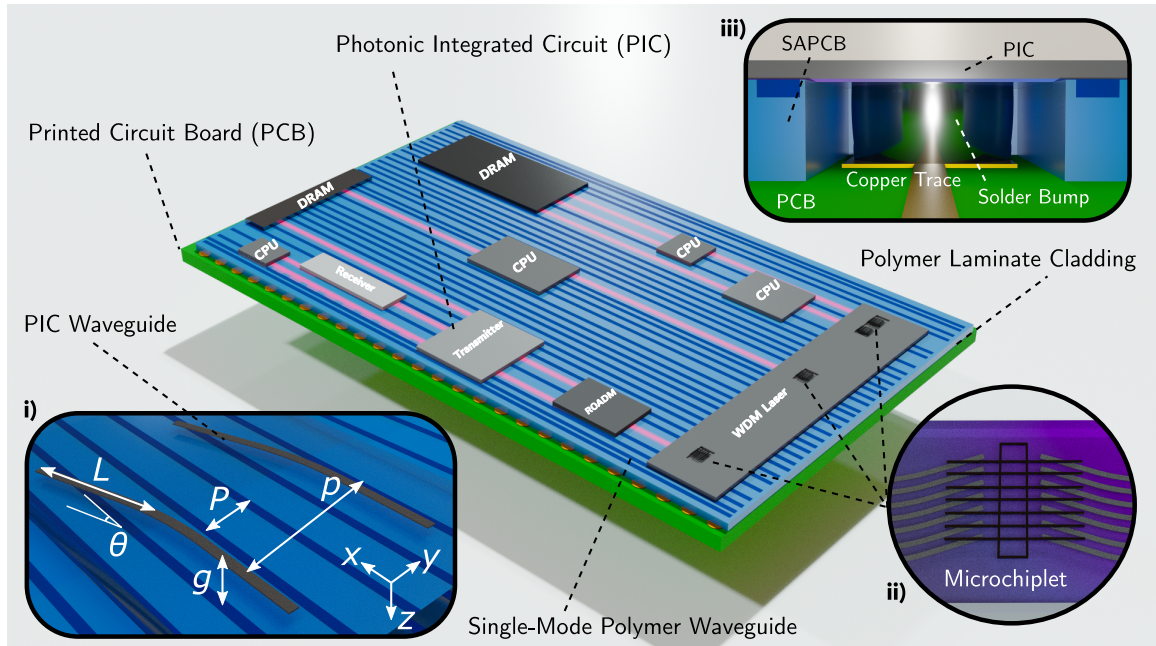 Photonic Integrated Circuit (PIC)
Printed Circuit Board (PCB)
iii)
SAPCB
PIC
Copper Trace
PCB
Solder Bump
DRAM
DRAM
CPU
CPU
CPU
CPU
Receiver
Transmitter
ROADM
WDM Laser
Polymer Laminate Cladding
PIC Waveguide
i)
L
P
p
θ
g
x
y
z
Microchiplet
ii)
Single-Mode Polymer Waveguide